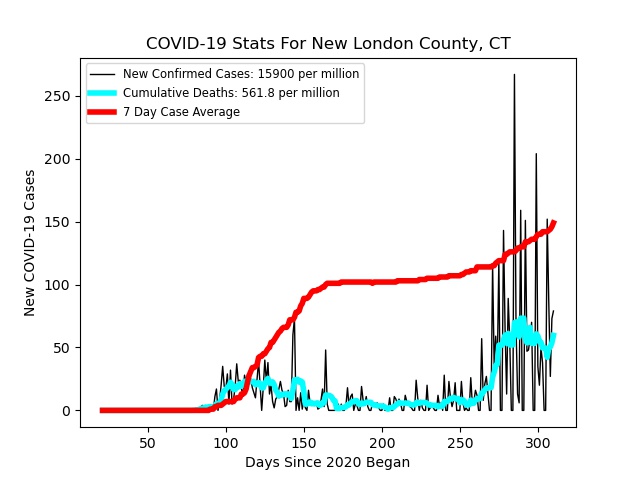 COVID-19 Stats For New London County, CT
New Confirmed Cases: 15900 per million
Cumulative Deaths: 561.8 per million
7 Day Case Average
250
200
150
100
50
0
New COVID-19 Cases
50 100 150 200 250 300
Days Since 2020 Began